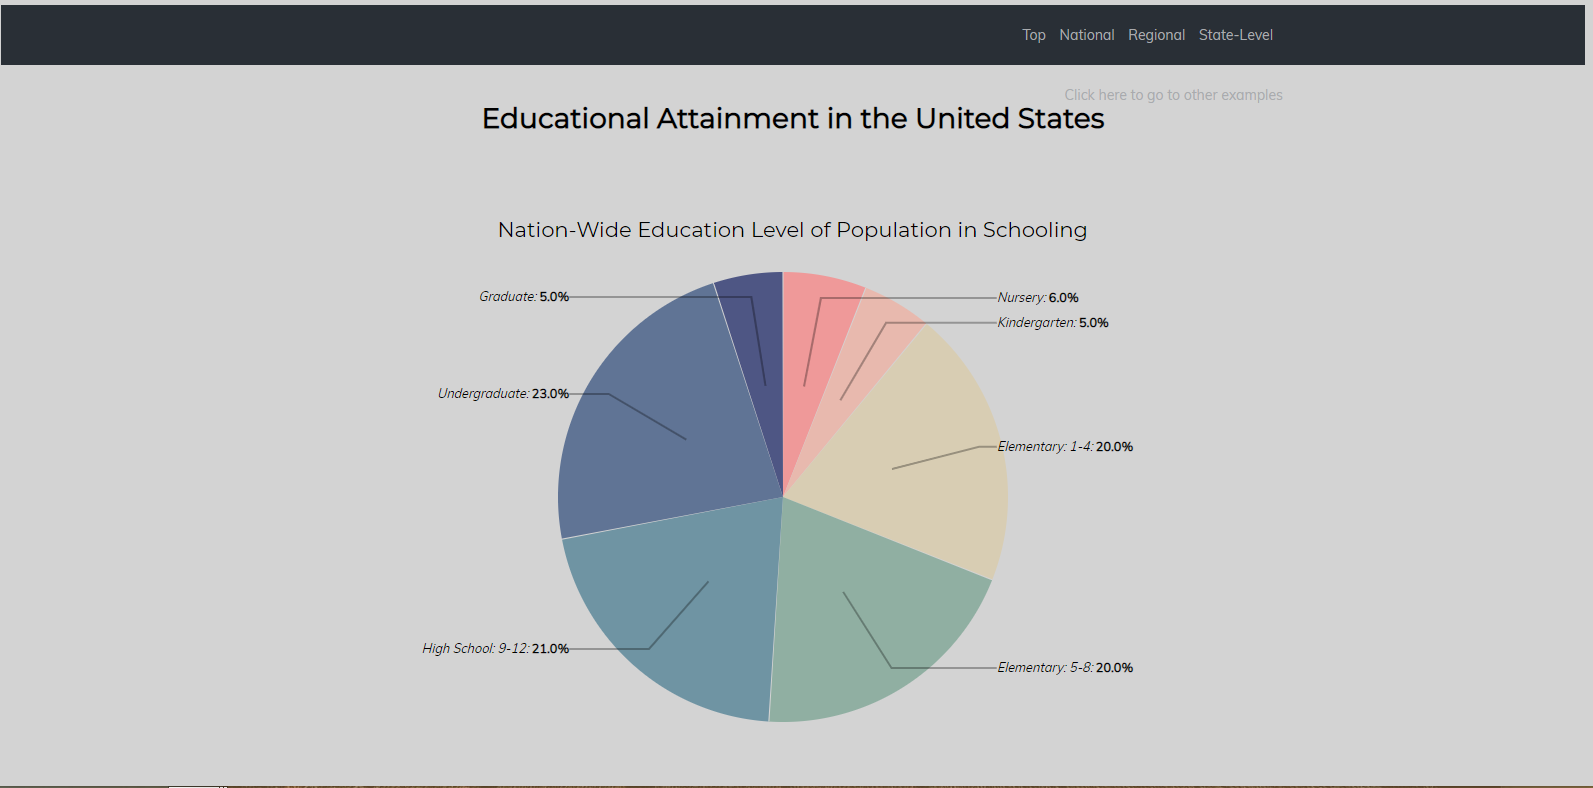 Top National Regional State-Level
Click here to go to other examples
Educational Attainment in the United States
Nation-Wide Education Level of Population in Schooling
Graduate: 5.0%
Nursery: 6.0%
Kindergarten: 5.0%
Undergraduate: 23.0%
Elementary: 1-4: 20.0%
High School: 9-12: 21.0%
Elementary: 5-8: 20.0%